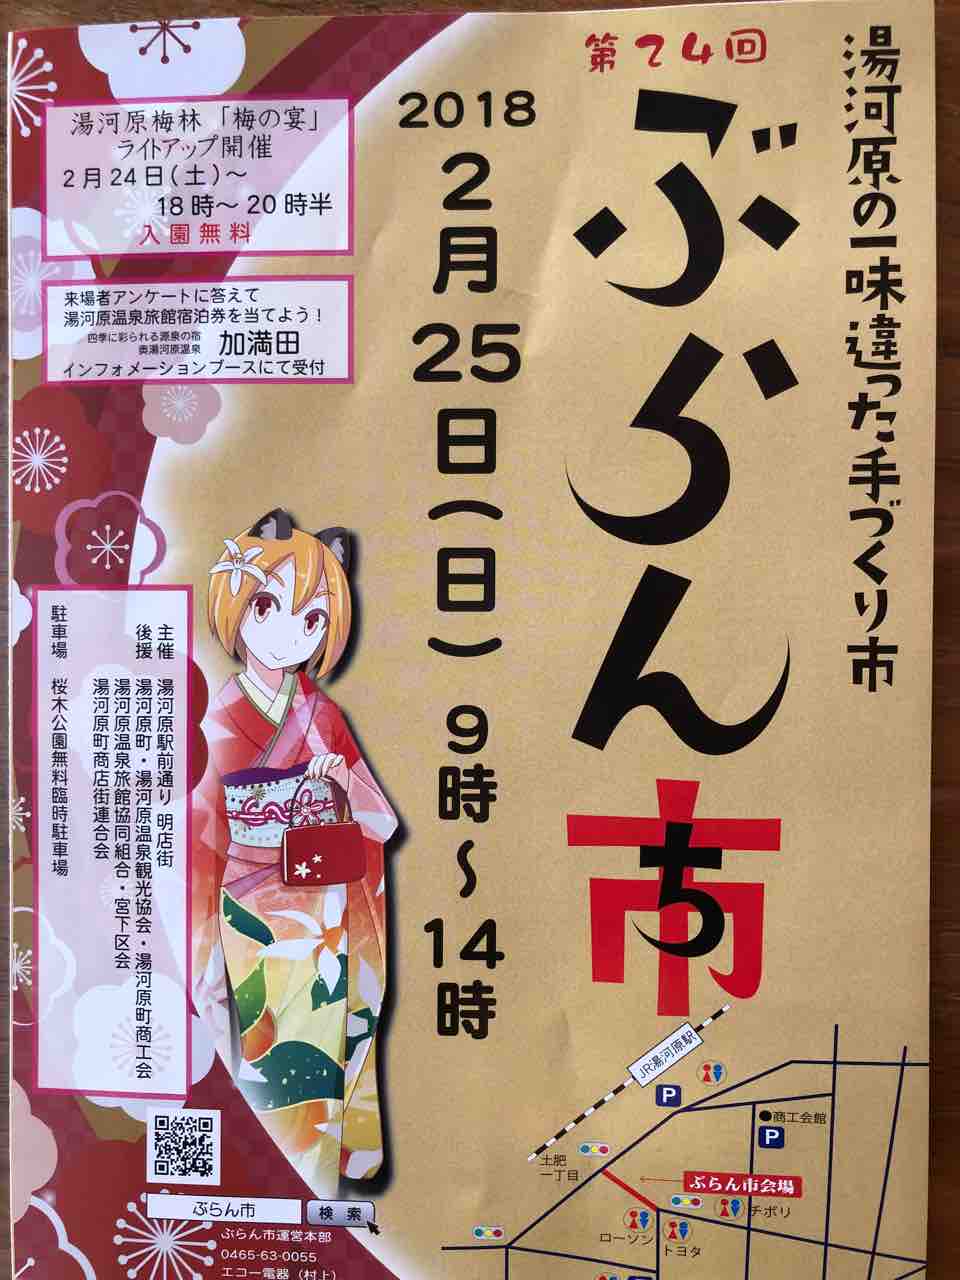 湯河原の一味違った手づくり市
第24回
ぶらん市
ち
2018
2月
25
日(日)
9時～14時
湯河原梅林「梅の宴」
ライトアップ開催
2月24日(土)～
18時～20時半
入園無料
来場者アンケートに答えて
湯河原温泉旅館宿泊券を当てよう!
四季に彩られる源泉の宿
奥湯河原温泉
加満田
インフォメーションブースにて受付
主催 湯河原駅前通り 明店街
後援 湯河原町・湯河原温泉観光協会・湯河原町商工会
湯河原温泉旅館協同組合・宮下区会
湯河原町商店街連合会
駐車場 桜木公園無料臨時駐車場
ぶらん市
検索
ぶらん市運営本部
0465-63-0055
エコー電器(村上)
JR湯河原駅
P
商工会館
P
土肥
一丁目
ぶらん市会場
チボリ
ローソン
トヨタ